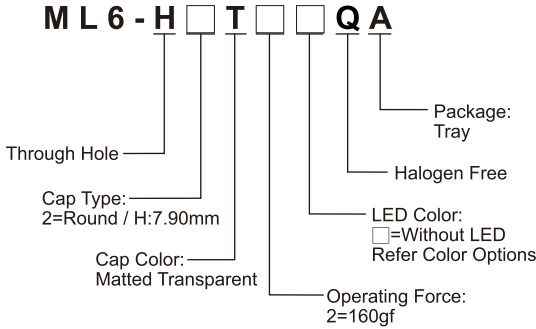 ML6-H□T□□QA
Package:
Tray
Through Hole
Halogen Free
Cap Type:
2=Round / H:7.90mm
LED Color:
□=Without LED
Refer Color Options
Cap Color:
Matted Transparent
Operating Force:
2=160gf